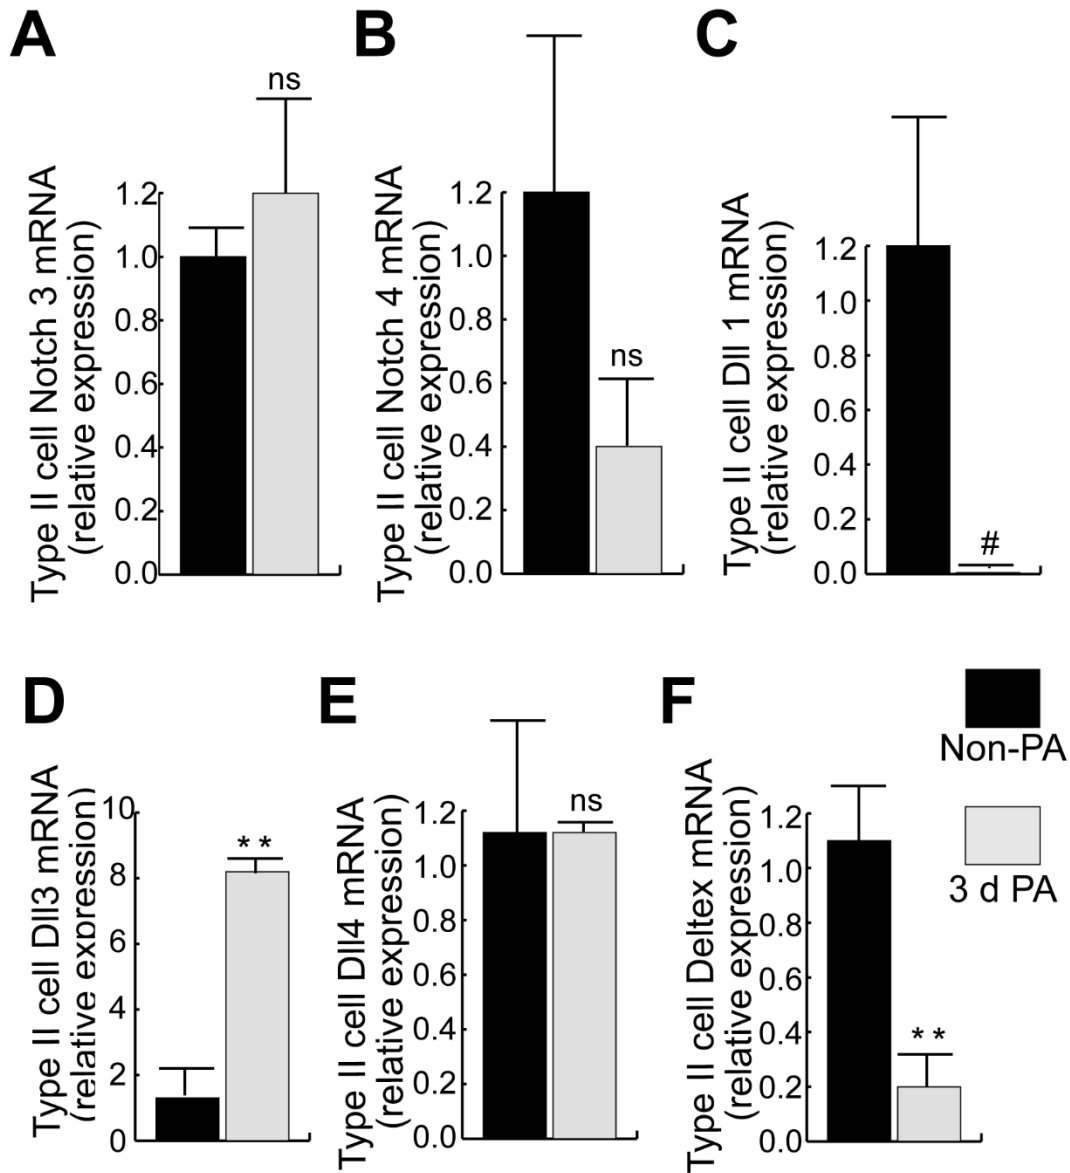 A
Type II cell Notch 3 mRNA
(relative expression)
1.2
1.0
0.8
0.6
0.4
0.2
0.0
ns
B
Type II cell Notch 4 mRNA
(relative expression)
1.2
1.0
0.8
0.6
0.4
0.2
0.0
ns
C
Type II cell Dll 1 mRNA
(relative expression)
1.2
1.0
0.8
0.6
0.4
0.2
0.0
#
D
Type II cell Dll3 mRNA
(relative expression)
10
8
6
4
2
0
**
E
Type II cell Dll4 mRNA
(relative expression)
1.2
1.0
0.8
0.6
0.4
0.2
0.0
ns
F
Type II cell Deltex mRNA
(relative expression)
1.2
1.0
0.8
0.6
0.4
0.2
0.0
**
Non-PA
3 d PA